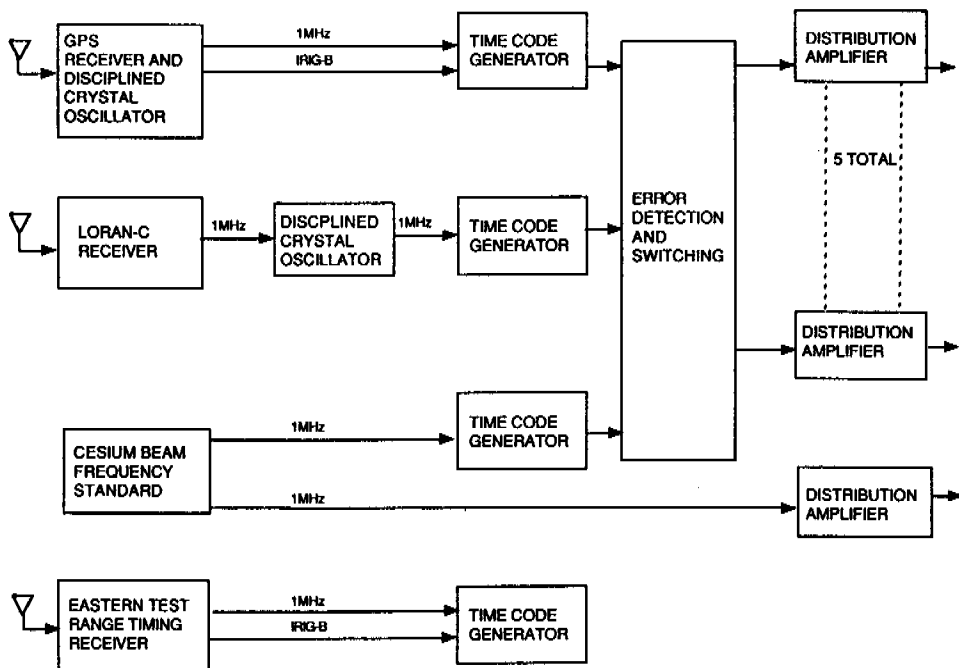 GPS
RECEIVER AND
DISCIPLINED
CRYSTAL
OSCILLATOR
1MHz
IRIG-B
TIME CODE
GENERATOR
DISTRIBUTION
AMPLIFIER
5 TOTAL
LORAN-C
RECEIVER
1MHz
DISCPLINED
CRYSTAL
OSCILLATOR
1MHz
TIME CODE
GENERATOR
ERROR
DETECTION
AND
SWITCHING
DISTRIBUTION
AMPLIFIER
CESIUM BEAM
FREQUENCY
STANDARD
1MHz
TIME CODE
GENERATOR
1MHz
DISTRIBUTION
AMPLIFIER
EASTERN TEST
RANGE TIMING
RECEIVER
1MHz
IRIG-B
TIME CODE
GENERATOR